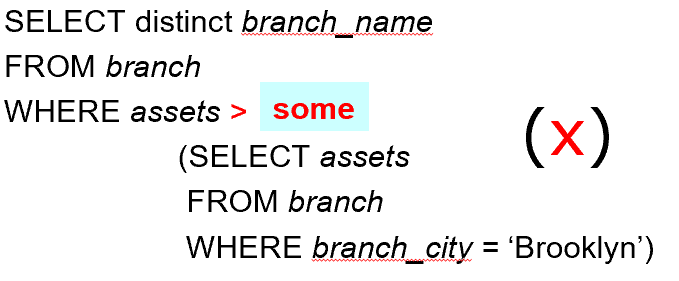 SELECT distinct branch_name
FROM branch
WHERE assets > some
(x)
(SELECT assets
FROM branch
WHERE branch_city = ‘Brooklyn’)